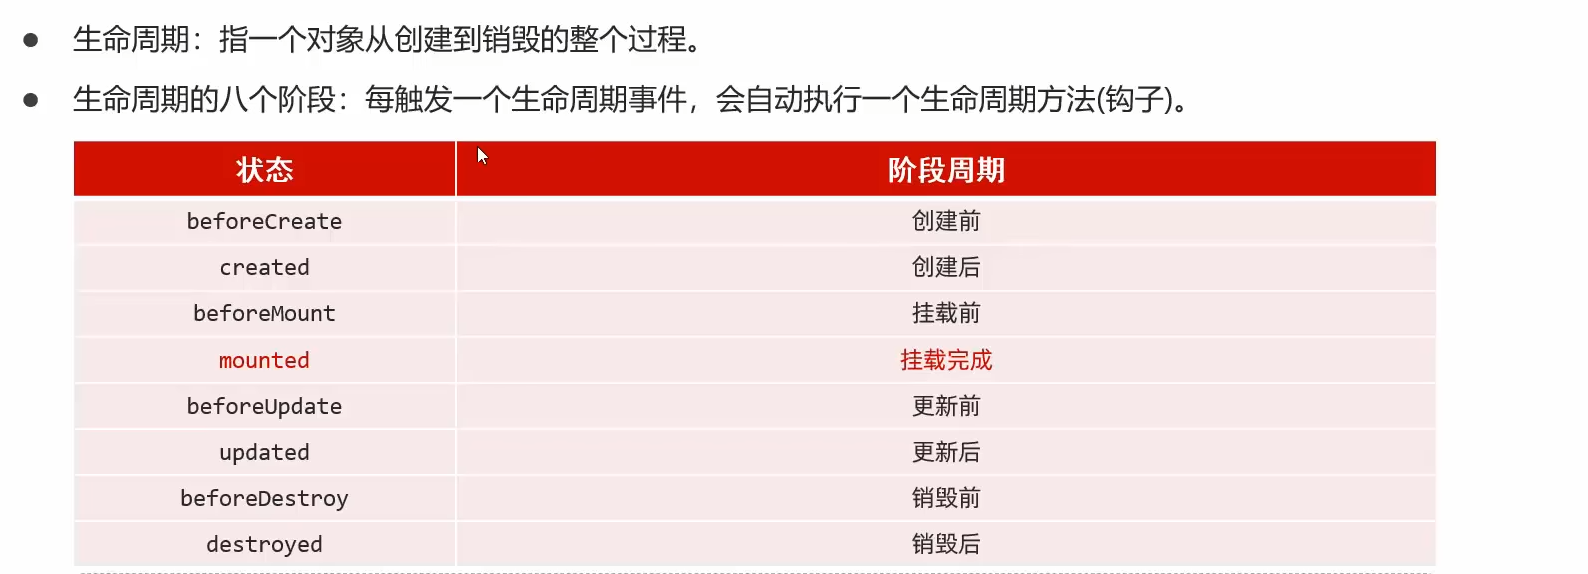 生命周期：指一个对象从创建到销毁的整个过程。
生命周期的八个阶段：每触发一个生命周期事件，会自动执行一个生命周期方法(钩子)。
状态 阶段周期
beforeCreate 创建前
created 创建后
beforeMount 挂载前
mounted 挂载完成
beforeUpdate 更新前
updated 更新后
beforeDestroy 销毁前
destroyed 销毁后